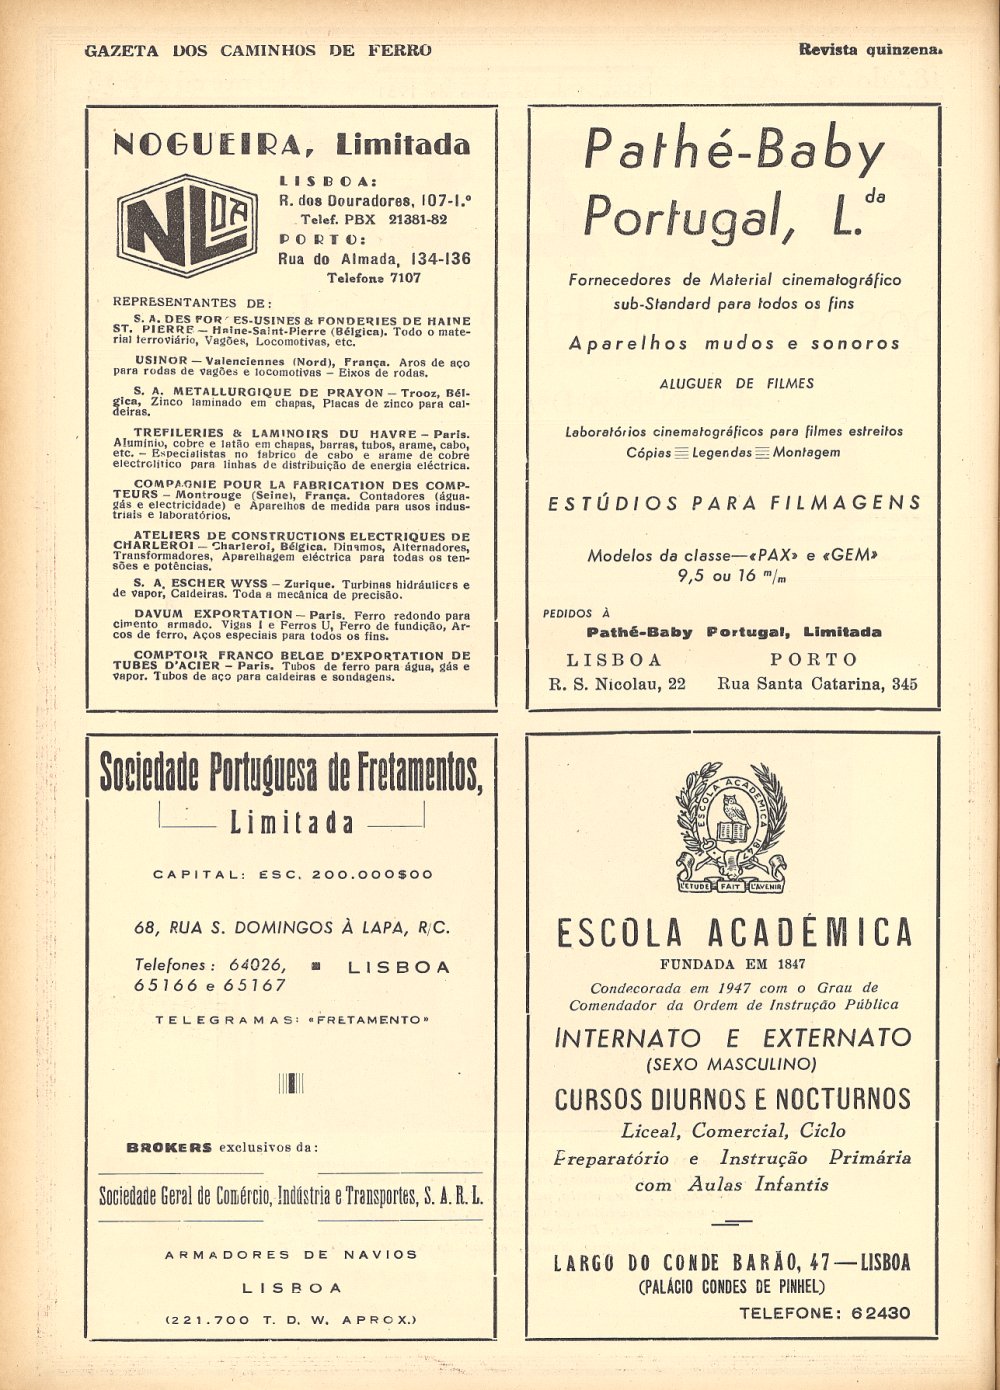 GAZETA DOS CAMINHOS DE FERRO
Revista quinzena
NOGUEIRA, Limitada
NLDA
LISBOA:
R. dos Douradores, 107-1.º
Telef. PBX 21381-82
PORTO:
Rua do Almada, 134-136
Telefone 7107
REPRESENTANTES DE:
S. A. DES FOR ES-USINES & FONDERIES DE HAINE
ST. PIERRE — Haine-Saint-Pierre (Bélgica). Todo o mate-
rial ferroviário, Vagões, Locomotivas, etc.
USINOR — Valenciennes (Nord), França. Aros de aço
para rodas de vagões e locomotivas — Eixos de rodas.
S. A. METALLURGIQUE DE PRAYON — Trooz, Bél-
gica, Zinco laminado em chapas, Placas de zinco para cal-
deiras.
TREFILERIES & LAMINOIRS DU HAVRE — Paris.
Alumínio, cobre e latão em chapas, barras, tubos, arame, cabo,
etc. — Especialistas no fabrico de cabo e arame de cobre
electrolítico para linhas de distribuição de energia eléctrica.
COMPAGNIE POUR LA FABRICATION DES COMP-
TEURS — Montrouge (Seine), França. Contadores (água-
gás e electricidade) e Aparelhos de medida para usos indus-
triais e laboratórios.
ATELIERS DE CONSTRUCTIONS ELECTRIQUES DE
CHARLEROI — Charleroi, Bélgica. Dinamos, Alternadores,
Transformadores, Aparelhagem eléctrica para todas os ten-
sões e potências.
S. A. ESCHER WYSS — Zurique. Turbinas hidráulicas e
de vapor, Caldeiras. Toda a mecânica de precisão.
DAVUM EXPORTATION — Paris. Ferro redondo para
cimento armado. Vigas I e Ferros U, Ferro de fundição, Ar-
cos de ferro, Aços especiais para todos os fins.
COMPTOIR FRANCO BELGE D'EXPORTATION DE
TUBES D'ACIER — Paris. Tubos de ferro para água, gás e
vapor. Tubos de aço para caldeiras e sondagens.
Pathé-Baby
Portugal, L.da
Fornecedores de Material cinematográfico
sub-Standard para todos os fins
Aparelhos mudos e sonoros
ALUGUER DE FILMES
Laboratórios cinematográficos para filmes estreitos
Cópias Legendas Montagem
ESTÚDIOS PARA FILMAGENS
Modelos da classe—«PAX» e «GEM»
9,5 ou 16 m/m
PEDIDOS À
Pathé-Baby Portugal, Limitada
LISBOA PORTO
R. S. Nicolau, 22 Rua Santa Catarina, 345
Sociedade Portuguesa de Fretamentos,
Limitada
CAPITAL: ESC. 200.000$00
68, RUA S. DOMINGOS À LAPA, R/C.
Telefones: 64026, LISBOA
65166 e 65167
TELEGRAMAS: «FRETAMENTO»
BROKERS exclusivos da:
Sociedade Geral de Comércio, Indústria e Transportes, S. A. R. L.
ARMADORES DE NAVIOS
LISBOA
(221.700 T. D. W. APROX.)
ESCOLA ACADEMICA
1847
L'ETUDE FAIT L'AVENIR
ESCOLA ACADÉMICA
FUNDADA EM 1847
Condecorada em 1947 com o Grau de
Comendador da Ordem de Instrução Pública
INTERNATO E EXTERNATO
(SEXO MASCULINO)
CURSOS DIURNOS E NOCTURNOS
Liceal, Comercial, Ciclo
Preparatório e Instrução Primária
com Aulas Infantis
LARGO DO CONDE BARÃO, 47 — LISBOA
(PALÁCIO CONDES DE PINHEL)
TELEFONE: 62430